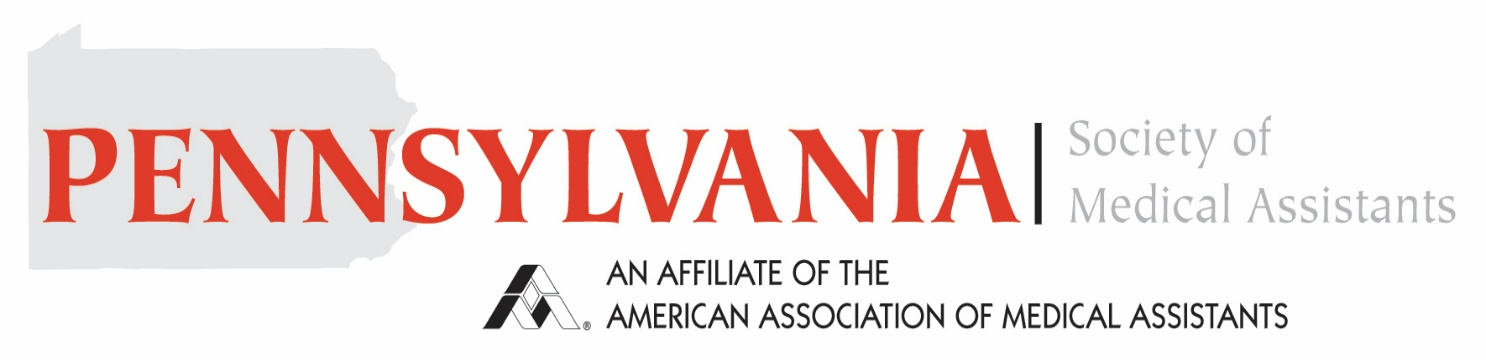 PENNSYLVANIA
Society of
Medical Assistants
AN AFFILIATE OF THE
AMERICAN ASSOCIATION OF MEDICAL ASSISTANTS
®